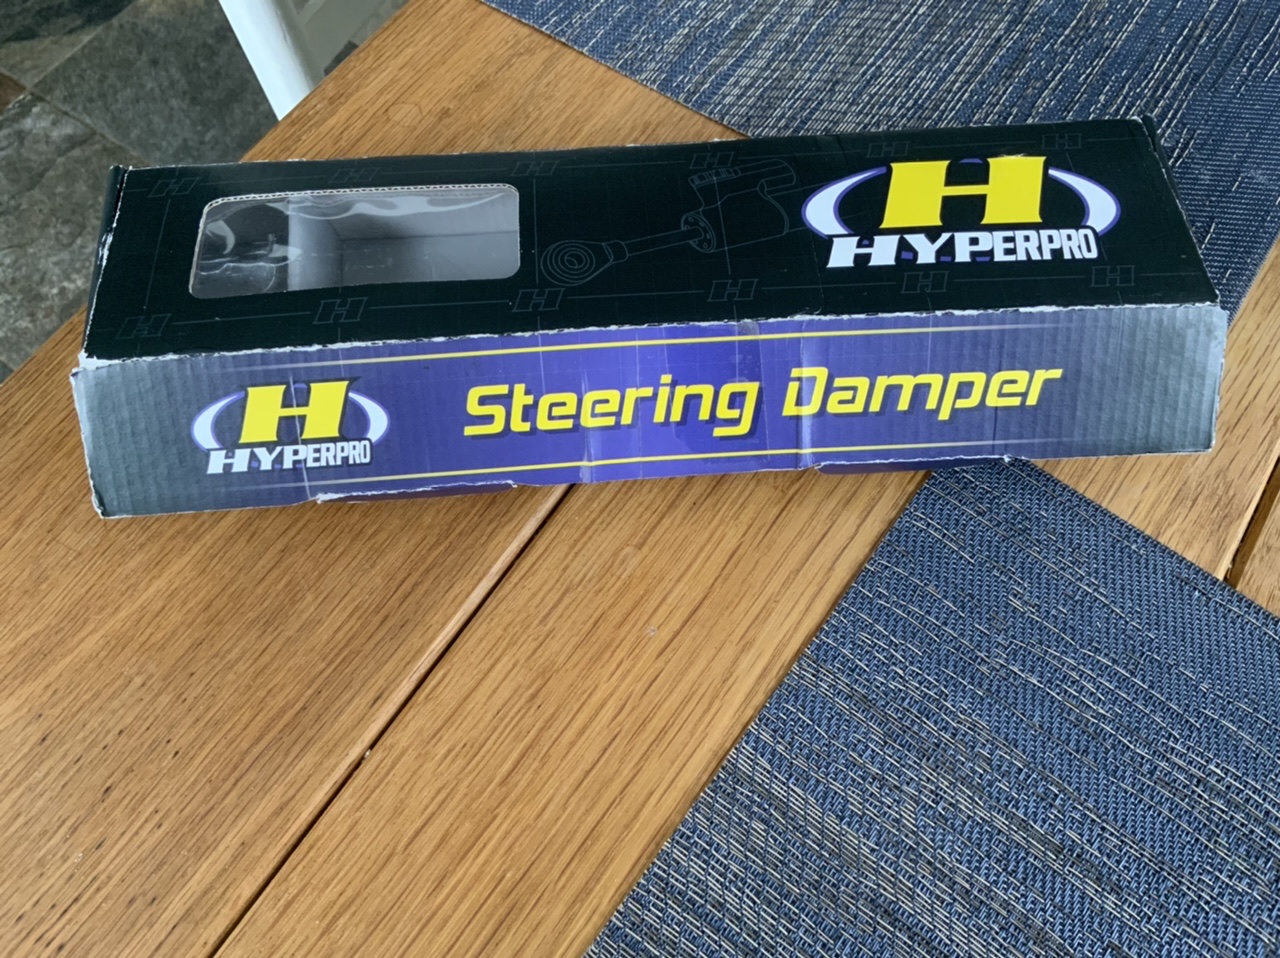 H
HYPERPRO
H
HYPERPRO
Steering Damper